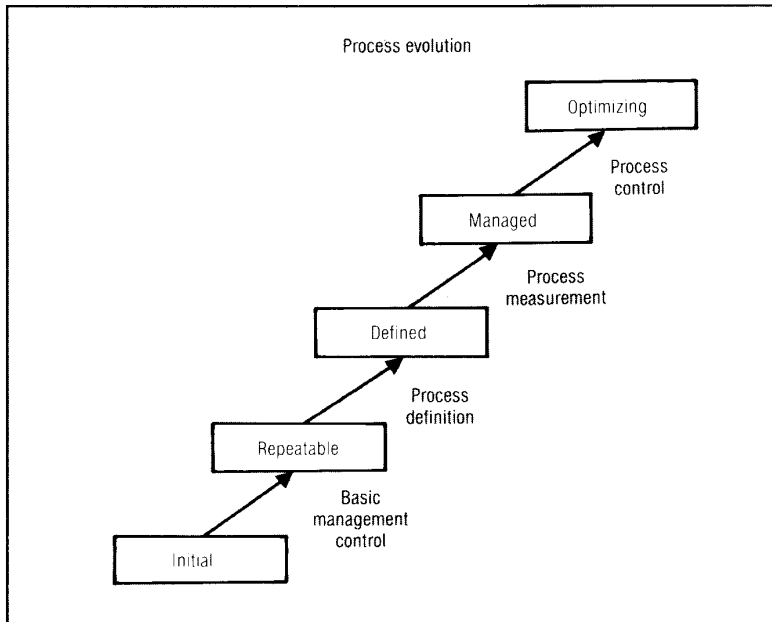 Process evolution
Optimizing
Process
control
Managed
Process
measurement
Defined
Process
definition
Repeatable
Basic
management
control
Initial